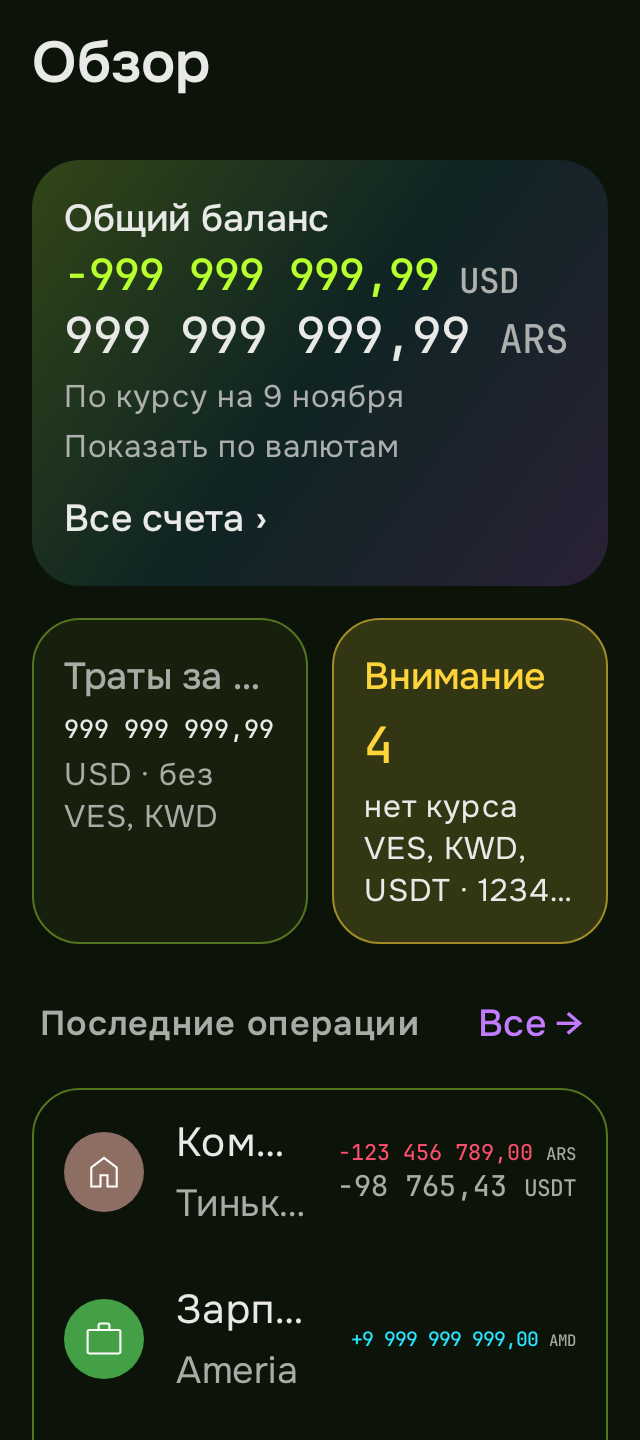 Обзор
Общий баланс
-999 999 999,99 USD
999 999 999,99 ARS
По курсу на 9 ноября
Показать по валютам
Все счета ›
Траты за ...
999 999 999,99
USD · без
VES, KWD
Внимание
4
нет курса
VES, KWD,
USDT · 1234...
Последние операции
Все →
Ком...
Тиньк...
-123 456 789,00 ARS
-98 765,43 USDT
Зарп...
Ameria
+9 999 999 999,00 AMD